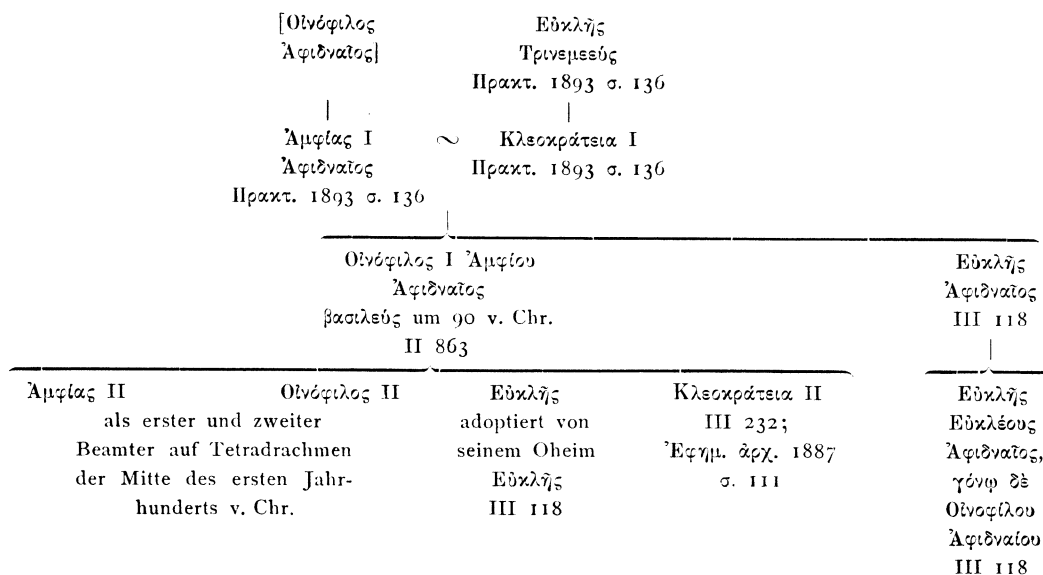 [Οἰνόφιλος Εὐκλῆς
Ἀφιδναῖος] Τρινεμεεύς
Πρακτ. 1893 σ. 136
Ἀμφίας I ~ Κλεοκράτεια I
Ἀφιδναῖος Πρακτ. 1893 σ. 136
Πρακτ. 1893 σ. 136
Οἰνόφιλος I Ἀμφίου Εὐκλῆς
Ἀφιδναῖος Ἀφιδναῖος
βασιλεύς um 90 v. Chr. III 118
II 863
Ἀμφίας II Οἰνόφιλος II Εὐκλῆς Κλεοκράτεια II Εὐκλῆς
als erster und zweiter adoptiert von III 232; Εὐκλέους
Beamter auf Tetradrachmen seinem Oheim Ἐφημ. ἀρχ. 1887 Ἀφιδναῖος,
der Mitte des ersten Jahr- Εὐκλῆς σ. 111 γόνῳ δὲ
hunderts v. Chr. III 118 Οἰνοφίλου
Ἀφιδναίου
III 118